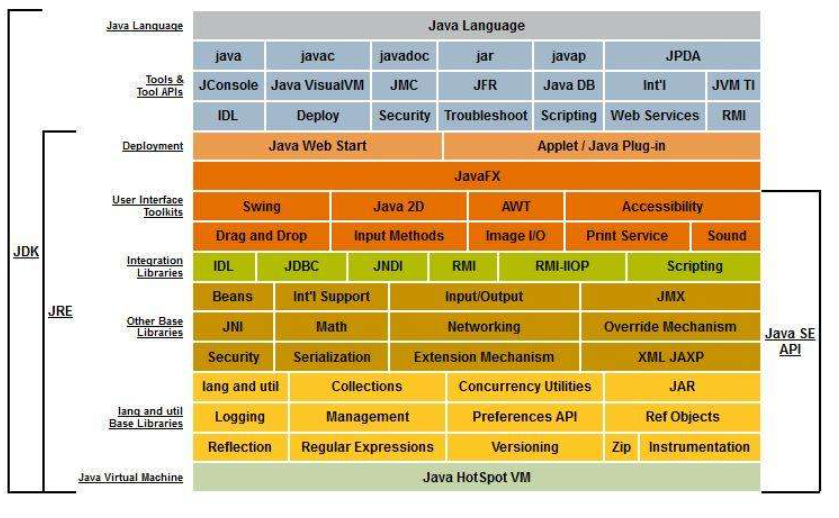 Java Language Java Language
java javac javadoc jar javap JPDA
Tools &
Tool APIs
JConsole Java VisualVM JMC JFR Java DB Int'l JVM TI
IDL Deploy Security Troubleshoot Scripting Web Services RMI
Deployment Java Web Start Applet / Java Plug-in
JavaFX
User Interface
Toolkits
Swing Java 2D AWT Accessibility
Drag and Drop Input Methods Image I/O Print Service Sound
JDK
Integration
Libraries
IDL JDBC JNDI RMI RMI-IIOP Scripting
Beans Int'l Support Input/Output JMX
JRE
Other Base
Libraries
JNI Math Networking Override Mechanism
Java SE
API
Security Serialization Extension Mechanism XML JAXP
lang and util Collections Concurrency Utilities JAR
lang and util
Base Libraries
Logging Management Preferences API Ref Objects
Reflection Regular Expressions Versioning Zip Instrumentation
Java Virtual Machine Java HotSpot VM